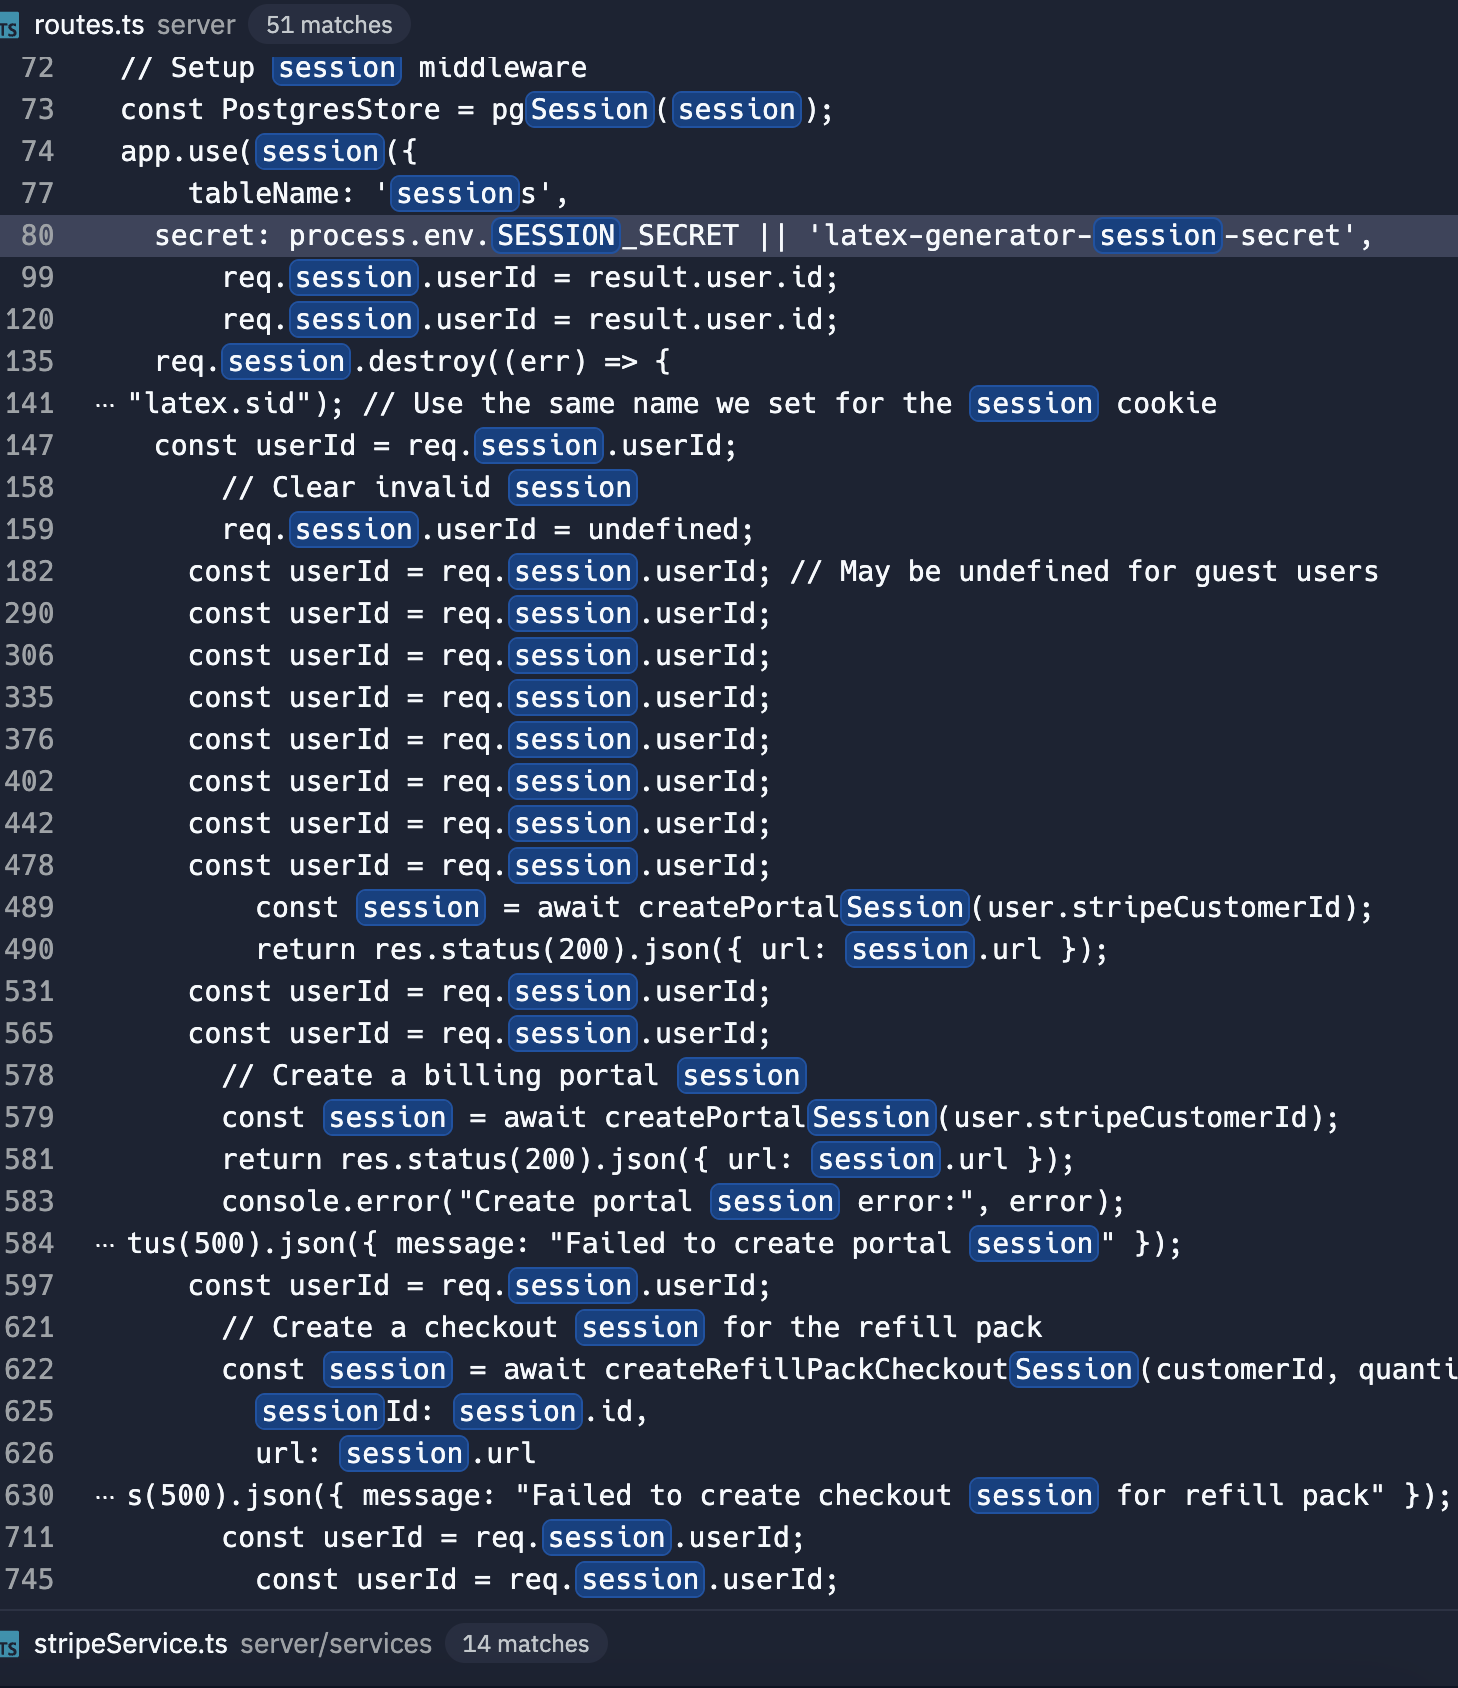 TS routes.ts server 51 matches
72 // Setup session middleware
73 const PostgresStore = pgSession(session);
74 app.use(session({
77 tableName: 'sessions',
80 secret: process.env.SESSION_SECRET || 'latex-generator-session-secret',
99 req.session.userId = result.user.id;
120 req.session.userId = result.user.id;
135 req.session.destroy((err) => {
141 ... "latex.sid"); // Use the same name we set for the session cookie
147 const userId = req.session.userId;
158 // Clear invalid session
159 req.session.userId = undefined;
182 const userId = req.session.userId; // May be undefined for guest users
290 const userId = req.session.userId;
306 const userId = req.session.userId;
335 const userId = req.session.userId;
376 const userId = req.session.userId;
402 const userId = req.session.userId;
442 const userId = req.session.userId;
478 const userId = req.session.userId;
489 const session = await createPortalSession(user.stripeCustomerId);
490 return res.status(200).json({ url: session.url });
531 const userId = req.session.userId;
565 const userId = req.session.userId;
578 // Create a billing portal session
579 const session = await createPortalSession(user.stripeCustomerId);
581 return res.status(200).json({ url: session.url });
583 console.error("Create portal session error:", error);
584 ... tus(500).json({ message: "Failed to create portal session" });
597 const userId = req.session.userId;
621 // Create a checkout session for the refill pack
622 const session = await createRefillPackCheckoutSession(customerId, quanti
625 sessionId: session.id,
626 url: session.url
630 ... s(500).json({ message: "Failed to create checkout session for refill pack" });
711 const userId = req.session.userId;
745 const userId = req.session.userId;
TS stripeService.ts server/services 14 matches